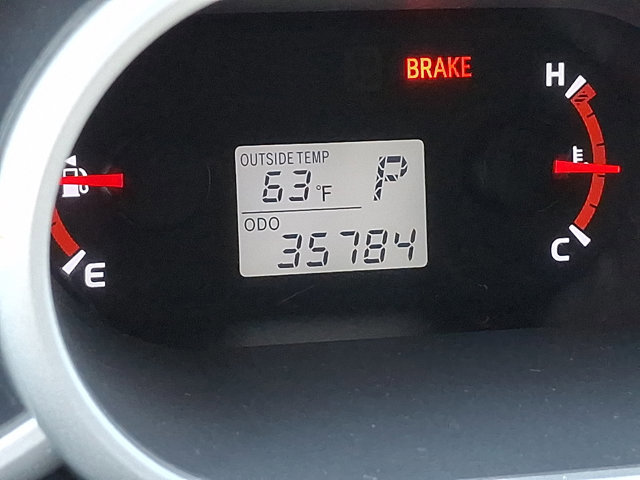 BRAKE
H
OUTSIDE TEMP
63°F P
ODO
35784
C
E